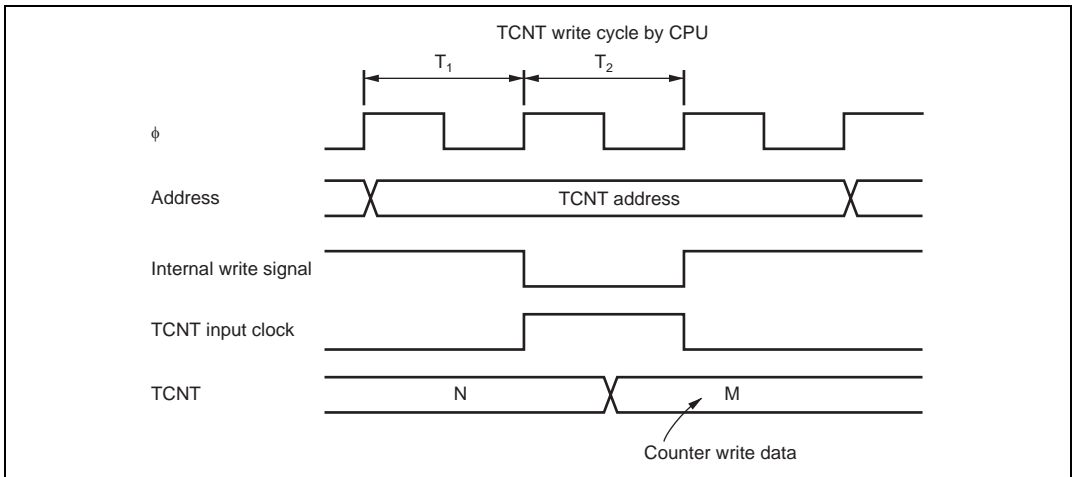 TCNT write cycle by CPU
T1 T2
ϕ
Address TCNT address
Internal write signal
TCNT input clock
TCNT N M
Counter write data